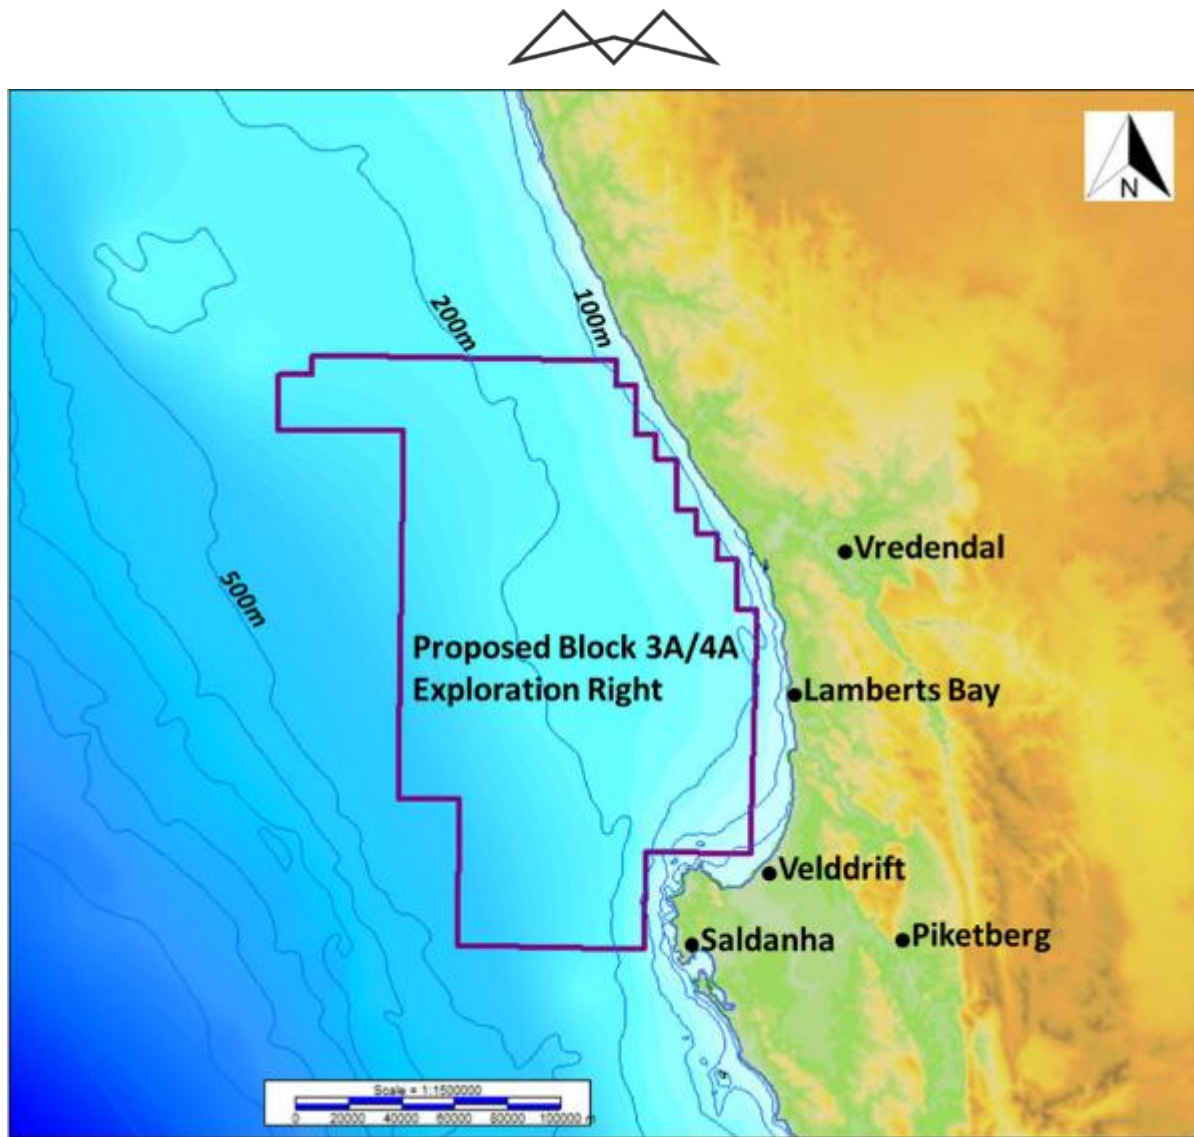 N
200m
100m
Vredendal
500m
Proposed Block 3A/4A
Exploration Right
Lamberts Bay
Velddrift
Saldanha
Piketberg
Scale = 1:1500000
0 20000 40000 60000 80000 100000 m